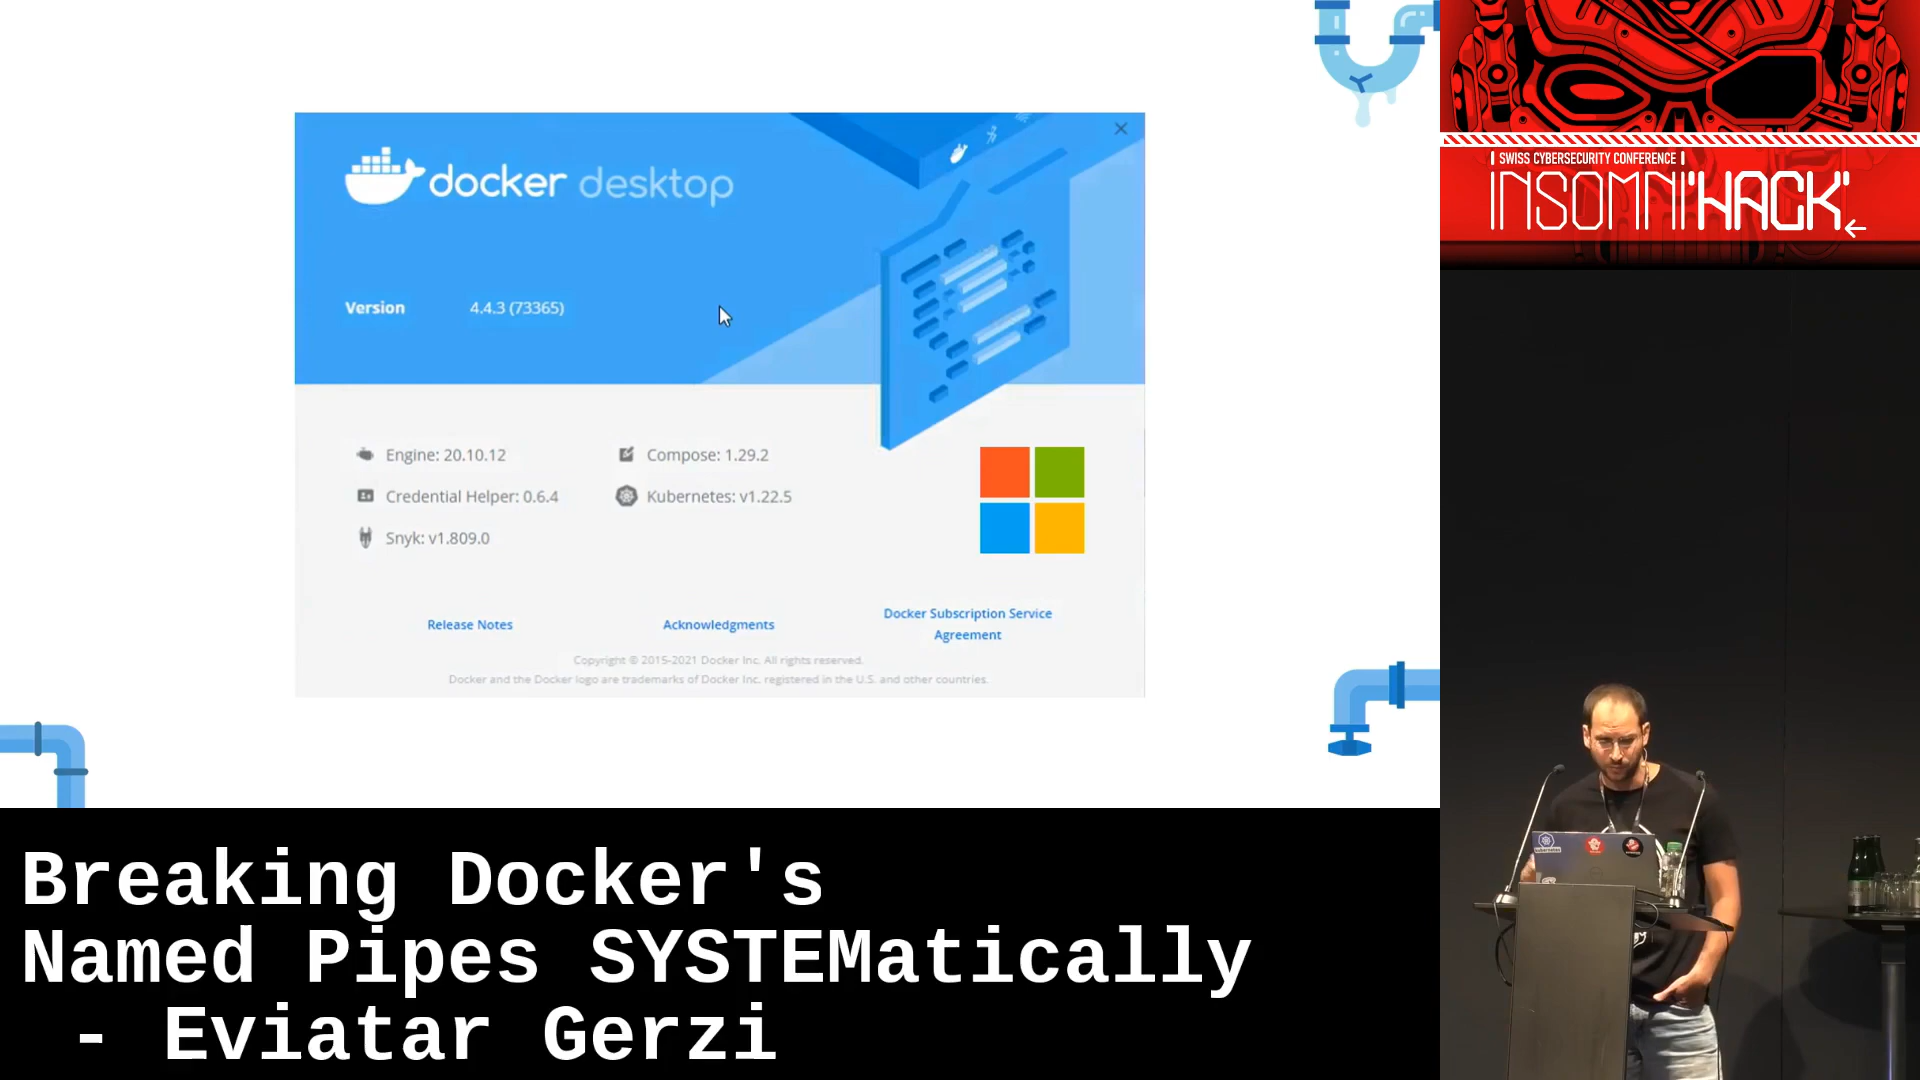 docker desktop
Version 4.4.3 (73365)
Engine: 20.10.12 Compose: 1.29.2
Credential Helper: 0.6.4 Kubernetes: v1.22.5
Snyk: v1.809.0
Release Notes Acknowledgments Docker Subscription Service
Agreement
Copyright © 2015-2021 Docker Inc. All rights reserved.
Docker and the Docker logo are trademarks of Docker Inc. registered in the U.S. and other countries.
SWISS CYBERSECURITY CONFERENCE
INSOMNI'HACK'
Breaking Docker's
Named Pipes SYSTEMatically
- Eviatar Gerzi